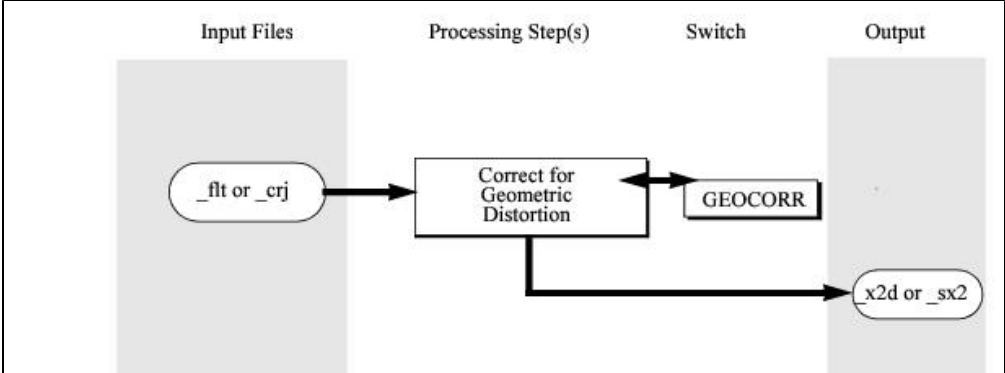 Input Files Processing Step(s) Switch Output
_flt or _crj
Correct for
Geometric
Distortion
GEOCORR
_x2d or _sx2